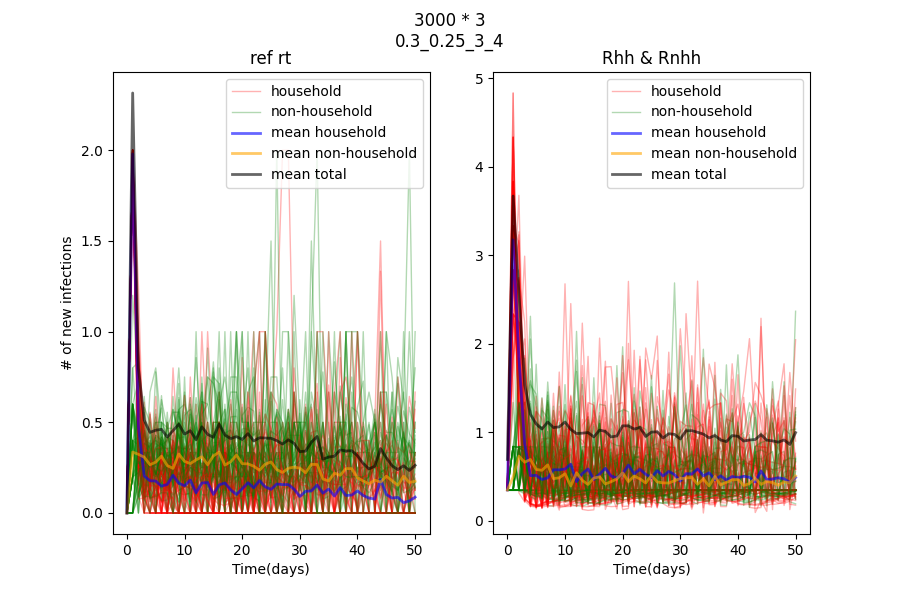 3000 * 3
0.3_0.25_3_4
ref rt
household
non-household
mean household
mean non-household
mean total
# of new infections
2.0
1.5
1.0
0.5
0.0
0
10
20
30
40
50
Time(days)
Rhh & Rnhh
household
non-household
mean household
mean non-household
mean total
5
4
3
2
1
0
0
10
20
30
40
50
Time(days)